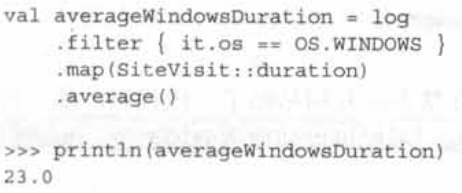 val averageWindowsDuration = log
    .filter { it.os == OS.WINDOWS }
    .map(SiteVisit::duration)
    .average()
>>> println(averageWindowsDuration)
23.0